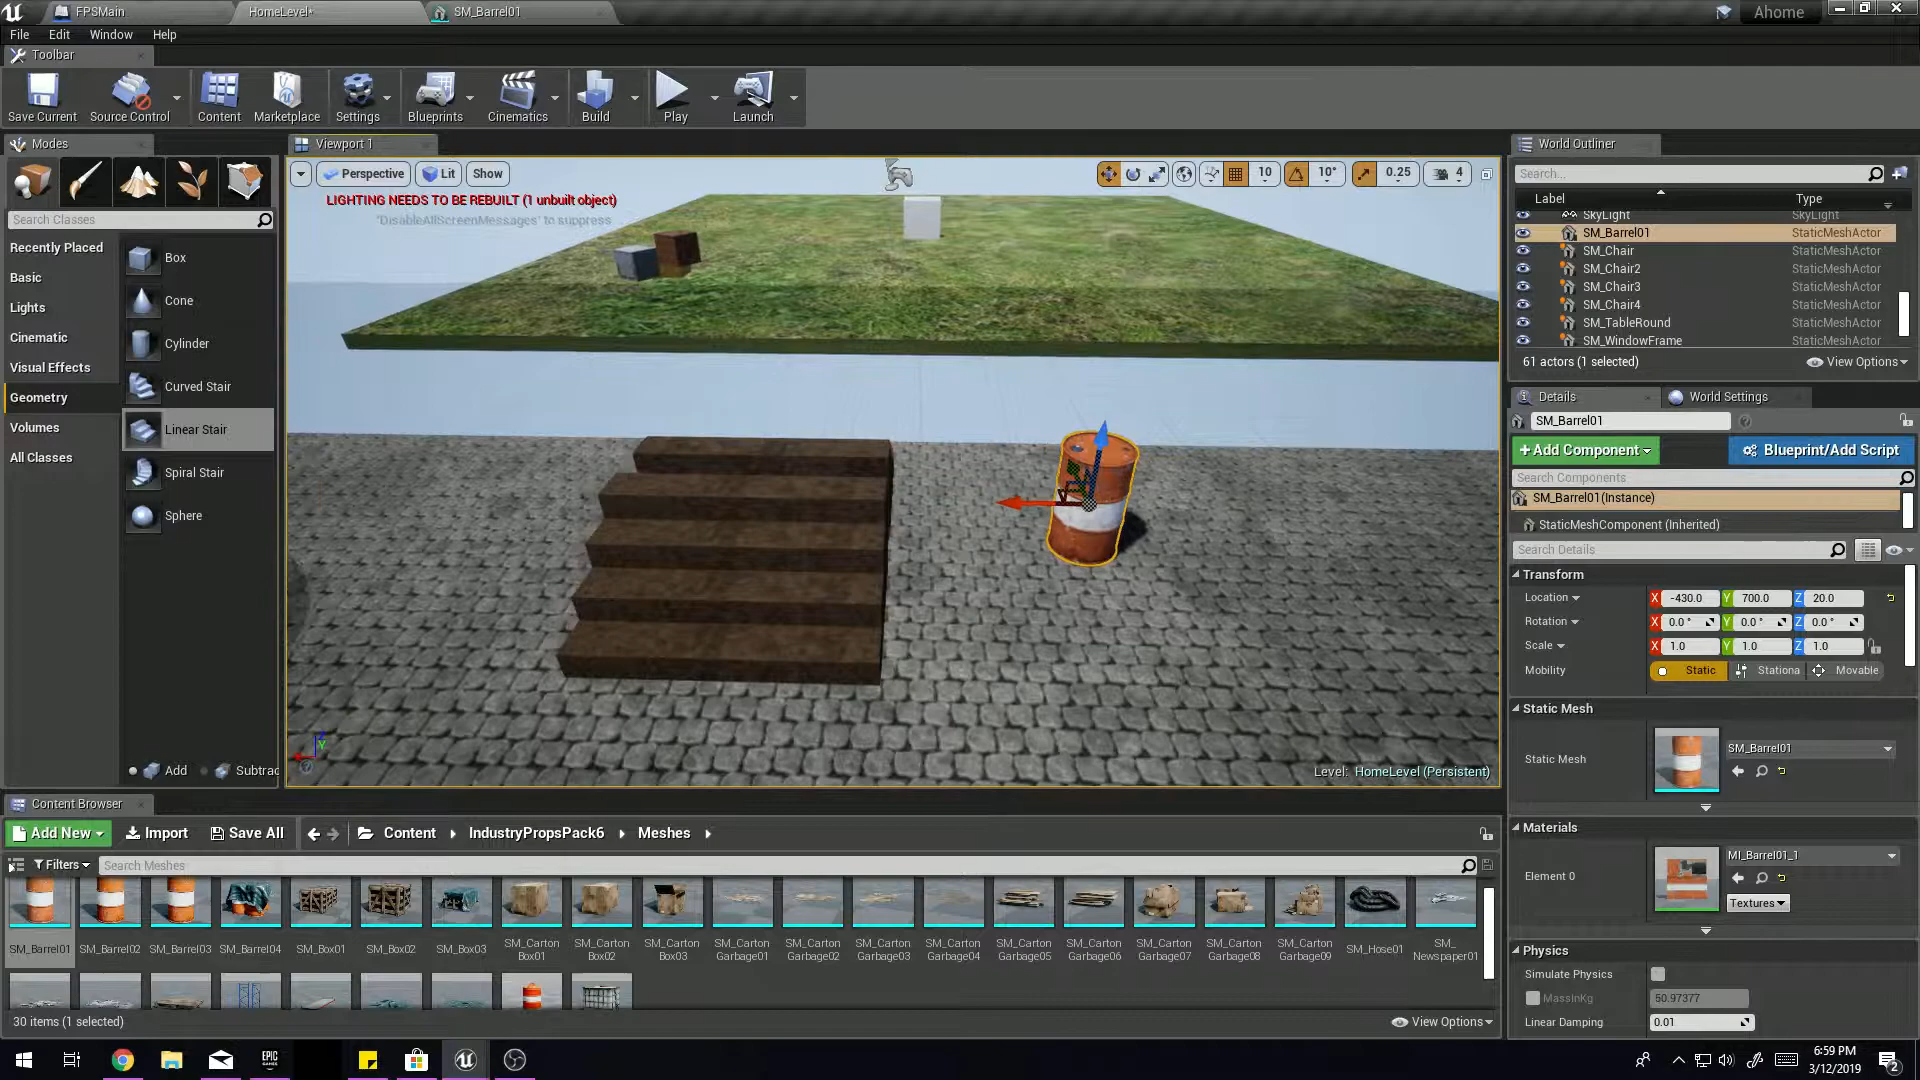 FPSMain
HomeLevel*
SM_Barrel01
Ahome
File Edit Window Help
Toolbar
Save Current
Source Control
Content
Marketplace
Settings
Blueprints
Cinematics
Build
Play
Launch
Modes
Search Classes
Recently Placed
Basic
Lights
Cinematic
Visual Effects
Geometry
Volumes
All Classes
Box
Cone
Cylinder
Curved Stair
Linear Stair
Spiral Stair
Sphere
Add
Subtrac
Viewport 1
Perspective
Lit
Show
10
10°
0.25
4
LIGHTING NEEDS TO BE REBUILT (1 unbuilt object)
'DisableAllScreenMessages' to suppress
Level: HomeLevel (Persistent)
World Outliner
Search...
Label Type
SkyLight SkyLight
SM_Barrel01 StaticMeshActor
SM_Chair StaticMeshActor
SM_Chair2 StaticMeshActor
SM_Chair3 StaticMeshActor
SM_Chair4 StaticMeshActor
SM_TableRound StaticMeshActor
SM_WindowFrame StaticMeshActor
61 actors (1 selected)
View Options
Details
World Settings
SM_Barrel01
+Add Component
Blueprint/Add Script
Search Components
SM_Barrel01(Instance)
StaticMeshComponent (Inherited)
Search Details
Transform
Location X -430.0 Y 700.0 Z 20.0
Rotation X 0.0 ° Y 0.0 ° Z 0.0 °
Scale X 1.0 Y 1.0 Z 1.0
Mobility Static Stationa Movable
Static Mesh
Static Mesh
SM_Barrel01
Materials
Element 0
MI_Barrel01_1
Textures
Physics
Simulate Physics
MassInKg 50.97377
Linear Damping 0.01
Content Browser
Add New
Import
Save All
Content
IndustryPropsPack6
Meshes
Filters
Search Meshes
SM_Barrel01
SM_Barrel02
SM_Barrel03
SM_Barrel04
SM_Box01
SM_Box02
SM_Box03
SM_Carton
Box01
SM_Carton
Box02
SM_Carton
Box03
SM_Carton
Garbage01
SM_Carton
Garbage02
SM_Carton
Garbage03
SM_Carton
Garbage04
SM_Carton
Garbage05
SM_Carton
Garbage06
SM_Carton
Garbage07
SM_Carton
Garbage08
SM_Carton
Garbage09
SM_Hose01
SM_
Newspaper01
30 items (1 selected)
View Options
EPIC
GAMES
6:59 PM
3/12/2019
2